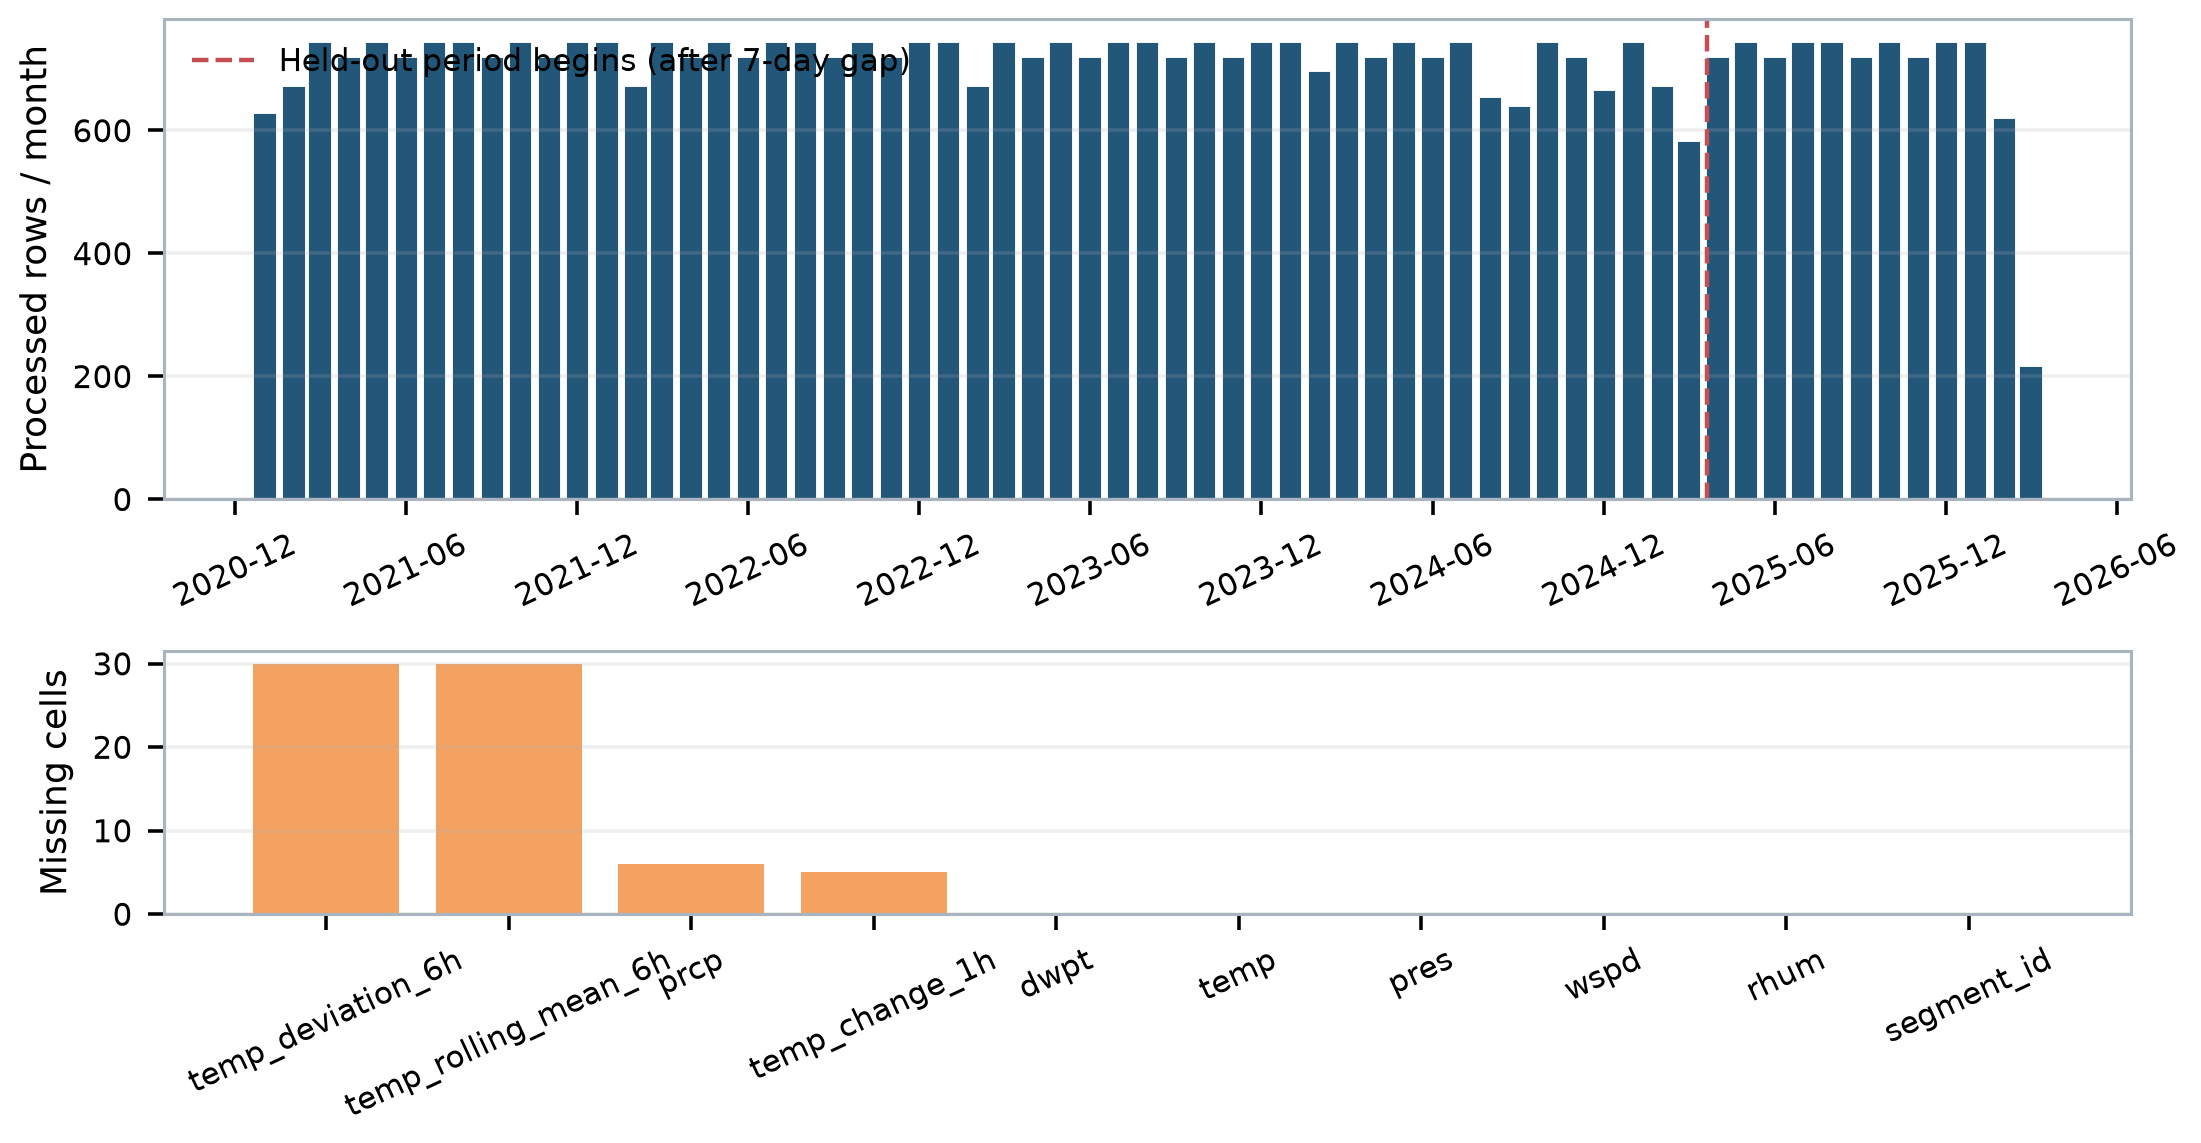 Processed rows / month
Held-out period begins (after 7-day gap)
600
400
200
0
2020-12
2021-06
2021-12
2022-06
2022-12
2023-06
2023-12
2024-06
2024-12
2025-06
2025-12
2026-06
Missing cells
30
20
10
0
temp_deviation_6h
temp_rolling_mean_6h
prcp
temp_change_1h
dwpt
temp
pres
wspd
rhum
segment_id